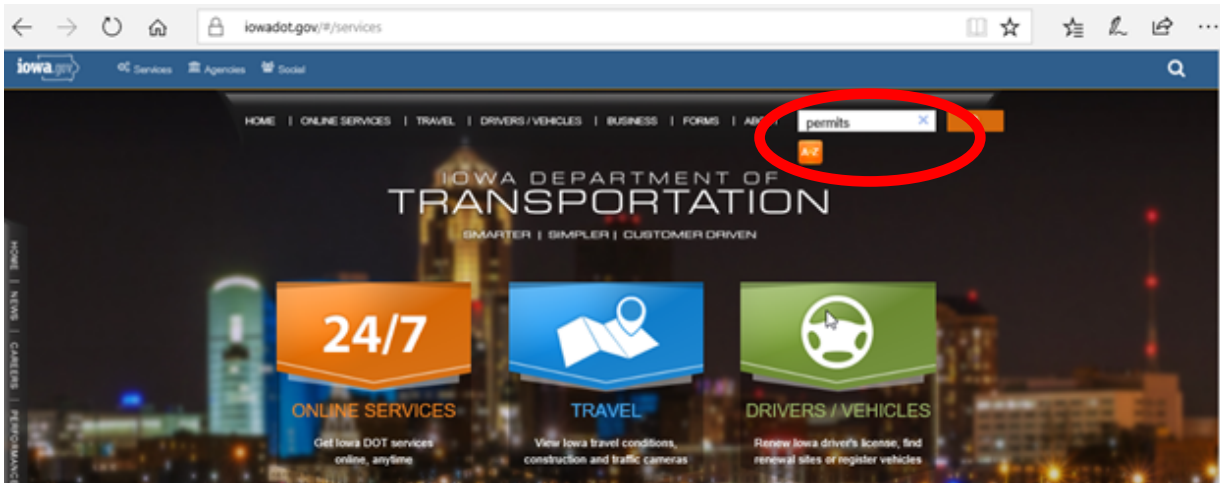 iowadot.gov/#/services
iowa.gov Services Agencies Social
HOME | ONLINE SERVICES | TRAVEL | DRIVERS / VEHICLES | BUSINESS | FORMS |
permits
A-Z
IOWA DEPARTMENT OF
TRANSPORTATION
SMARTER | SIMPLER | CUSTOMER DRIVEN
HOME | NEWS | CAREERS | PERFORMANCE
24/7
ONLINE SERVICES
Get Iowa DOT services
online, anytime
TRAVEL
View Iowa travel conditions,
construction and traffic cameras
DRIVERS / VEHICLES
Renew Iowa driver's license, find
renewal sites or register vehicles